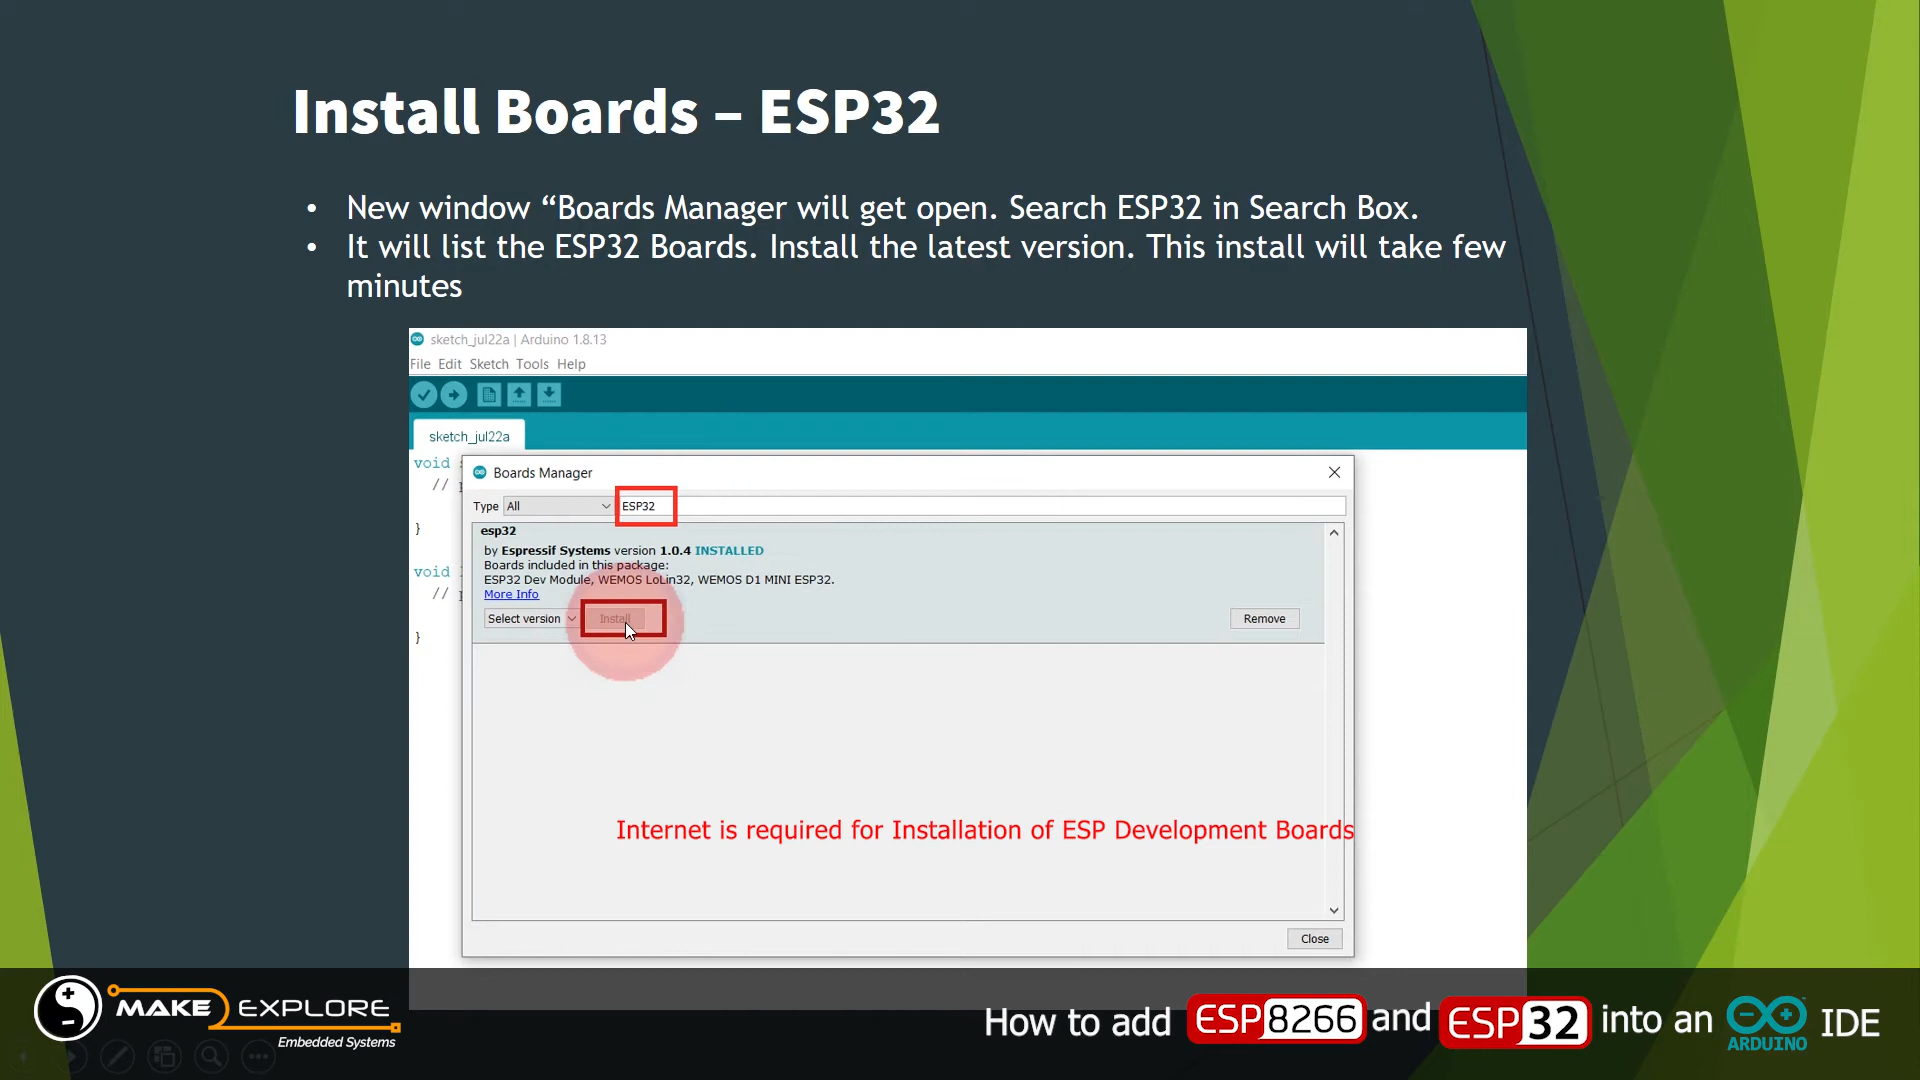 Install Boards – ESP32
• New window “Boards Manager will get open. Search ESP32 in Search Box.
• It will list the ESP32 Boards. Install the latest version. This install will take few
minutes
sketch_jul22a | Arduino 1.8.13
File Edit Sketch Tools Help
sketch_jul22a
void
//
}
void
//
}
Boards Manager
Type All ESP32
esp32
by Espressif Systems version 1.0.4 INSTALLED
Boards included in this package:
ESP32 Dev Module, WEMOS LoLin32, WEMOS D1 MINI ESP32.
More Info
Select version Install Remove
Internet is required for Installation of ESP Development Boards
Close
MAKE EXPLORE
Embedded Systems
How to add ESP8266 and ESP32 into an ARDUINO IDE